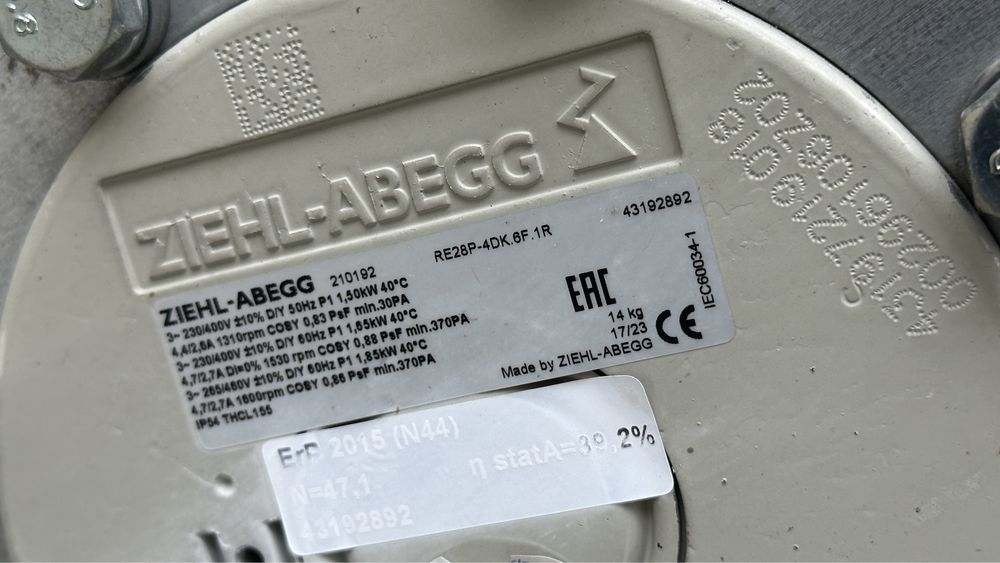 ZIEHL-ABEGG
ZIEHL-ABEGG 210192 RE28P-4DK.6F.1R 43192892
3~ 230/400V ±10% D/Y 50Hz P1 1,50kW 40°C
4,4/2,6A 1310rpm COSY 0,83 PsF min.30PA
3~ 230/400V ±10% D/Y 60Hz P1 1,65kW 40°C
4,7/2,7A DI=0% 1530 rpm COSY 0,88 PsF min.370PA
3~ 265/460V ±10% D/Y 60Hz P1 1,85kW 40°C
4,7/2,7A 1600rpm COSY 0,86 PsF min.370PA
IP54 THCL155
EAC
14 kg
17/23
CE
Made by ZIEHL-ABEGG
IEC60034-1
ErP 2015 (N44)
η statA=39,2%
N=47,1
43192892